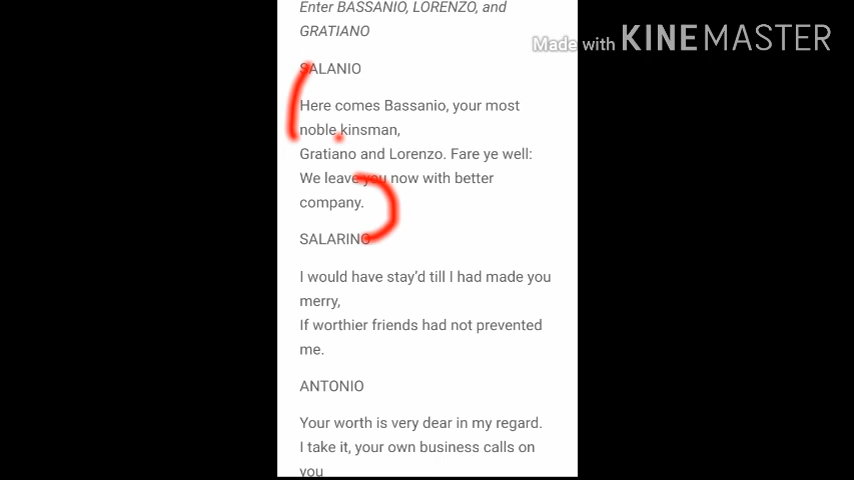 Enter BASSANIO, LORENZO, and
GRATIANO
Made with KINEMASTER
SALANIO
Here comes Bassanio, your most
noble kinsman,
Gratiano and Lorenzo. Fare ye well:
We leave you now with better
company.
SALARINO
I would have stay'd till I had made you
merry,
If worthier friends had not prevented
me.
ANTONIO
Your worth is very dear in my regard.
I take it, your own business calls on
you